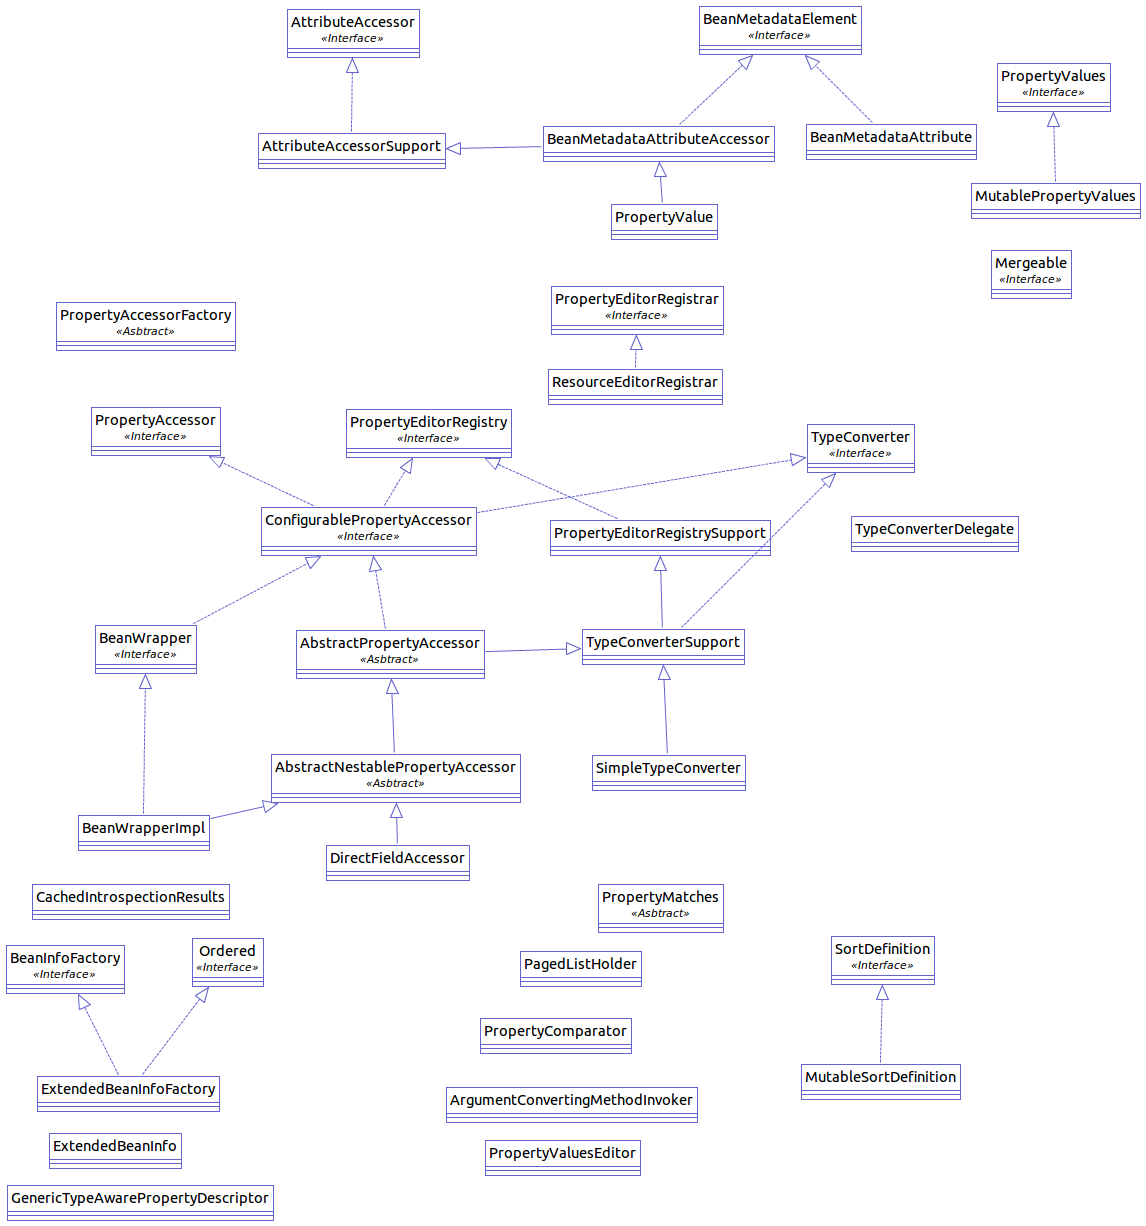 AttributeAccessor
«Interface»
BeanMetadataElement
«Interface»
PropertyValues
«Interface»
AttributeAccessorSupport
BeanMetadataAttributeAccessor
BeanMetadataAttribute
MutablePropertyValues
PropertyValue
Mergeable
«Interface»
PropertyEditorRegistrar
«Interface»
PropertyAccessorFactory
«Asbtract»
ResourceEditorRegistrar
PropertyAccessor
«Interface»
PropertyEditorRegistry
«Interface»
TypeConverter
«Interface»
ConfigurablePropertyAccessor
«Interface»
PropertyEditorRegistrySupport
TypeConverterDelegate
BeanWrapper
«Interface»
AbstractPropertyAccessor
«Asbtract»
TypeConverterSupport
AbstractNestablePropertyAccessor
«Asbtract»
SimpleTypeConverter
BeanWrapperImpl
DirectFieldAccessor
CachedIntrospectionResults
PropertyMatches
«Asbtract»
BeanInfoFactory
«Interface»
Ordered
«Interface»
PagedListHolder
SortDefinition
«Interface»
PropertyComparator
ExtendedBeanInfoFactory
MutableSortDefinition
ArgumentConvertingMethodInvoker
ExtendedBeanInfo
PropertyValuesEditor
GenericTypeAwarePropertyDescriptor